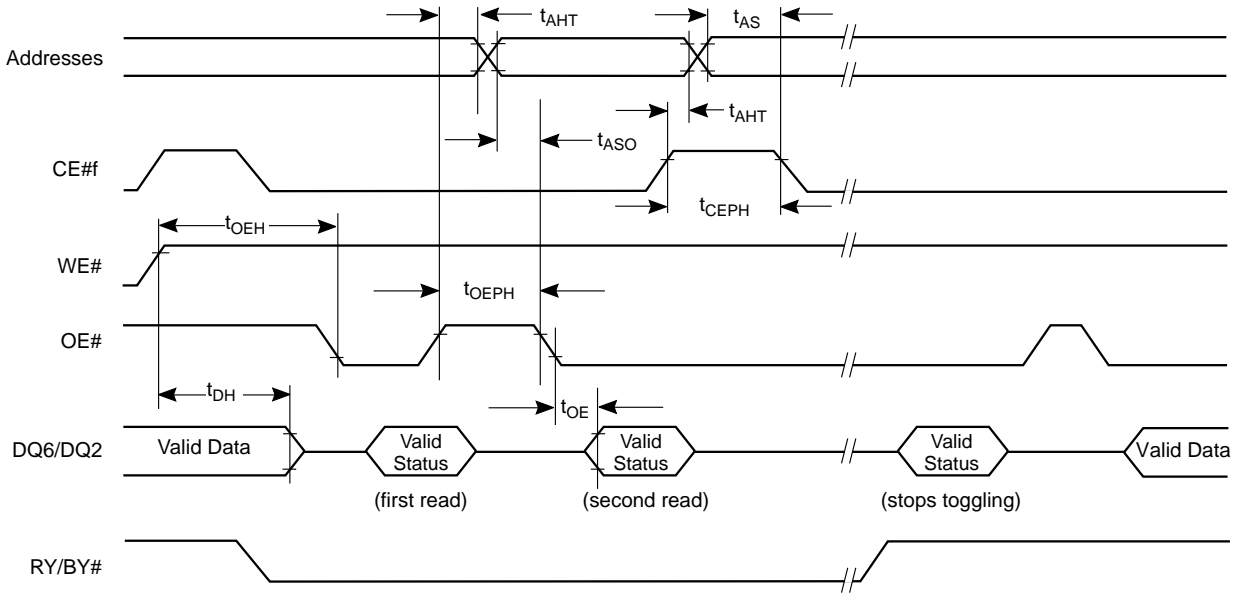 tAHT tAS
Addresses
tAHT
tASO
CE#f
tCEPH
tOEH
WE#
tOEPH
OE#
tDH
tOE
DQ6/DQ2 Valid Data Valid Status Valid Status Valid Status Valid Data
(first read) (second read) (stops toggling)
RY/BY#